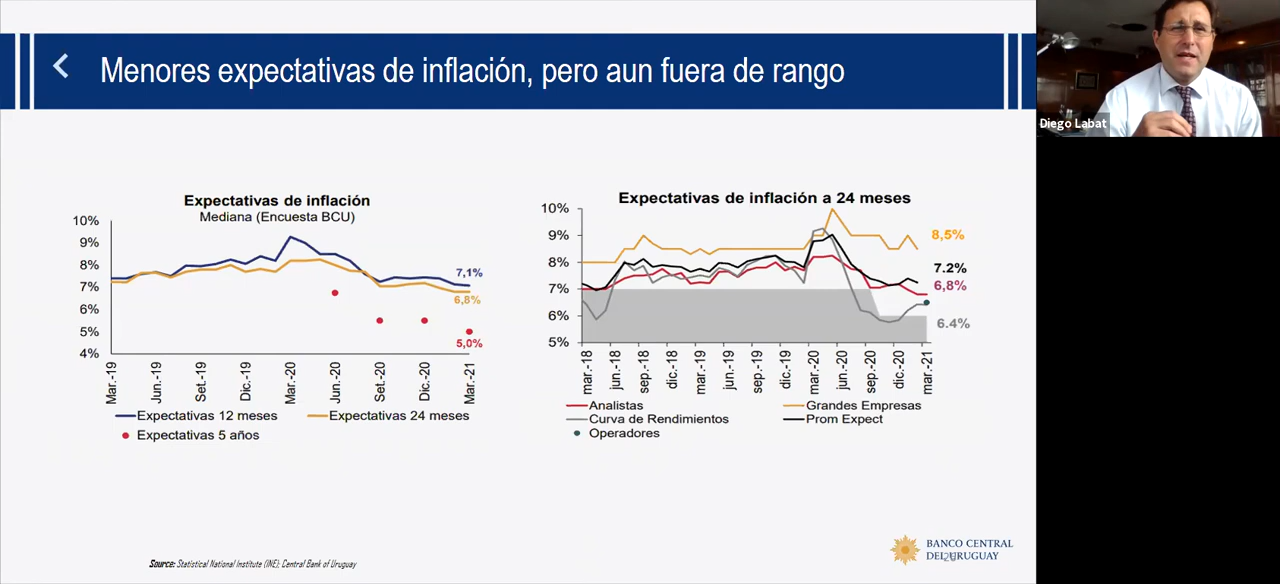 Menores expectativas de inflación, pero aun fuera de rango
Diego Labat
Expectativas de inflación
Mediana (Encuesta BCU)
10%
9%
8%
7%
6%
5%
4%
7,1%
6,8%
5,0%
Mar.-19
Jun.-19
Set.-19
Dic.-19
Mar.-20
Jun.-20
Set.-20
Dic.-20
Mar.-21
Expectativas 12 meses
Expectativas 24 meses
Expectativas 5 años
Expectativas de inflación a 24 meses
10%
9%
8%
7%
6%
5%
8,5%
7.2%
6,8%
6.4%
mar.-18
jun.-18
sep.-18
dic.-18
mar.-19
jun.-19
sep.-19
dic.-19
mar.-20
jun.-20
sep.-20
dic.-20
mar.-21
Analistas
Grandes Empresas
Curva de Rendimientos
Prom Expect
Operadores
Source: Statistical National Institute (INE); Central Bank of Uruguay
BANCO CENTRAL
DEL URUGUAY